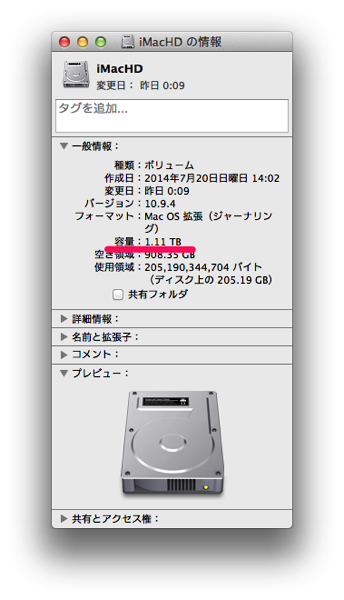 iMacHD の情報
iMacHD
変更日： 昨日 0:09
タグを追加...
一般情報：
種類：ボリューム
作成日：2014年7月20日日曜日 14:02
変更日：昨日 0:09
バージョン：10.9.4
フォーマット：Mac OS 拡張（ジャーナリン
グ）
容量：1.11 TB
空き領域：908.35 GB
使用領域：205,190,344,704 バイト
（ディスク上の 205.19 GB）
共有フォルダ
詳細情報：
名前と拡張子：
コメント：
プレビュー：
共有とアクセス権：